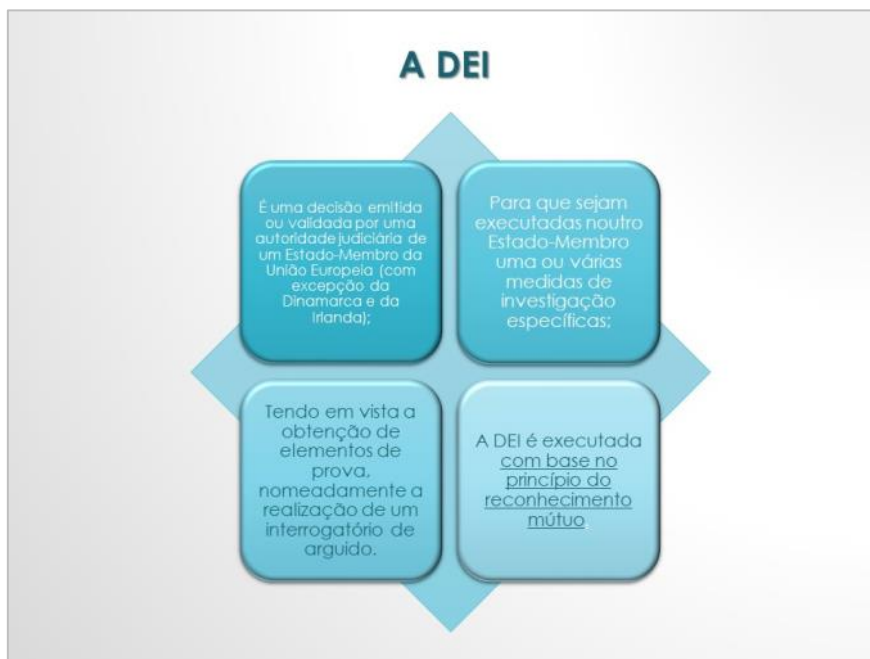 A DEI
É uma decisão emitida
ou validada por uma
autoridade judiciária de
um Estado-Membro da
União Europeia (com
excepção da
Dinamarca e da
Irlanda);
Para que sejam
executadas noutro
Estado-Membro
uma ou várias
medidas de
investigação
específicas;
Tendo em vista a
obtenção de
elementos de
prova,
nomeadamente a
realização de um
interrogatório de
arguido.
A DEI é executada
com base no
princípio do
reconhecimento
mútuo.